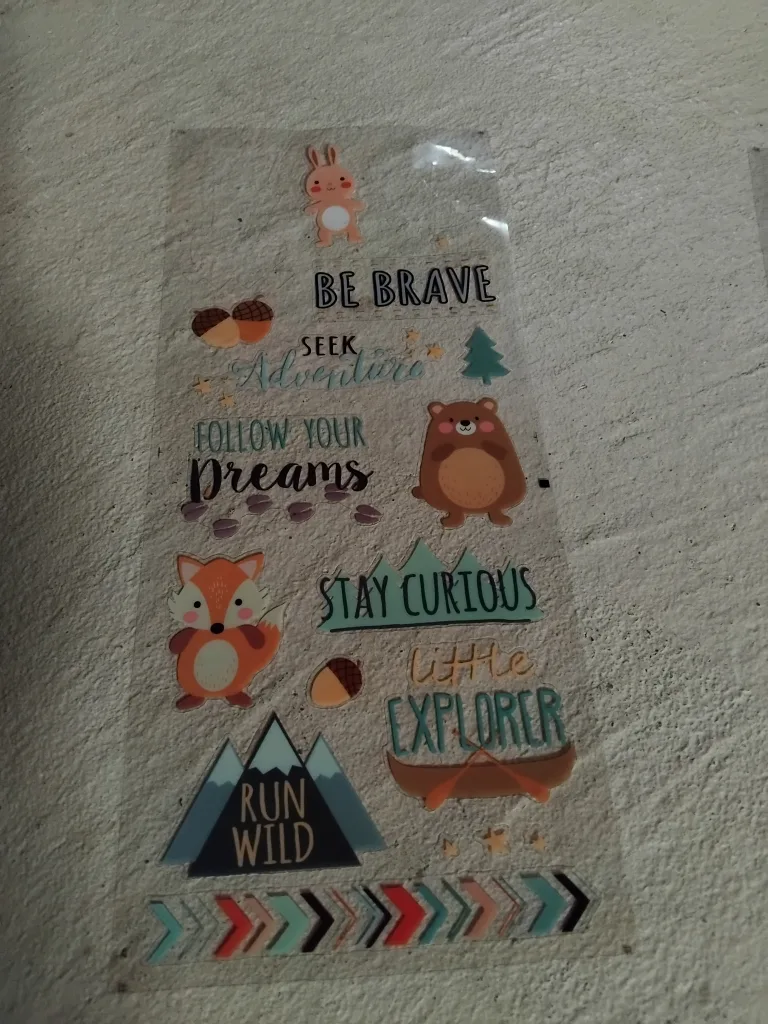 BE BRAVE
SEEK
Adventure
FOLLOW YOUR
Dreams
STAY CURIOUS
little
EXPLORER
RUN
WILD